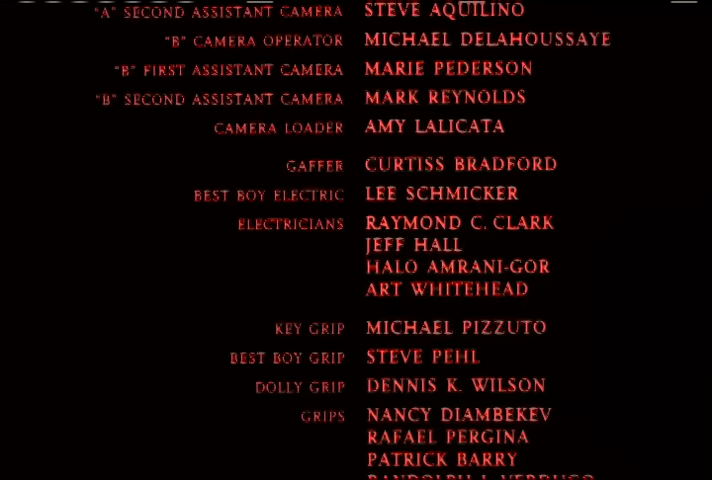 "A" SECOND ASSISTANT CAMERA STEVE AQUILINO
"B" CAMERA OPERATOR MICHAEL DELAHOUSSAYE
"B" FIRST ASSISTANT CAMERA MARIE PEDERSON
"B" SECOND ASSISTANT CAMERA MARK REYNOLDS
CAMERA LOADER AMY LALICATA
GAFFER CURTISS BRADFORD
BEST BOY ELECTRIC LEE SCHMICKER
ELECTRICIANS RAYMOND C. CLARK
JEFF HALL
HALO AMRANI-GOR
ART WHITEHEAD
KEY GRIP MICHAEL PIZZUTO
BEST BOY GRIP STEVE PEHL
DOLLY GRIP DENNIS K. WILSON
GRIPS NANCY DIAMBEKEV
RAFAEL PERGINA
PATRICK BARRY